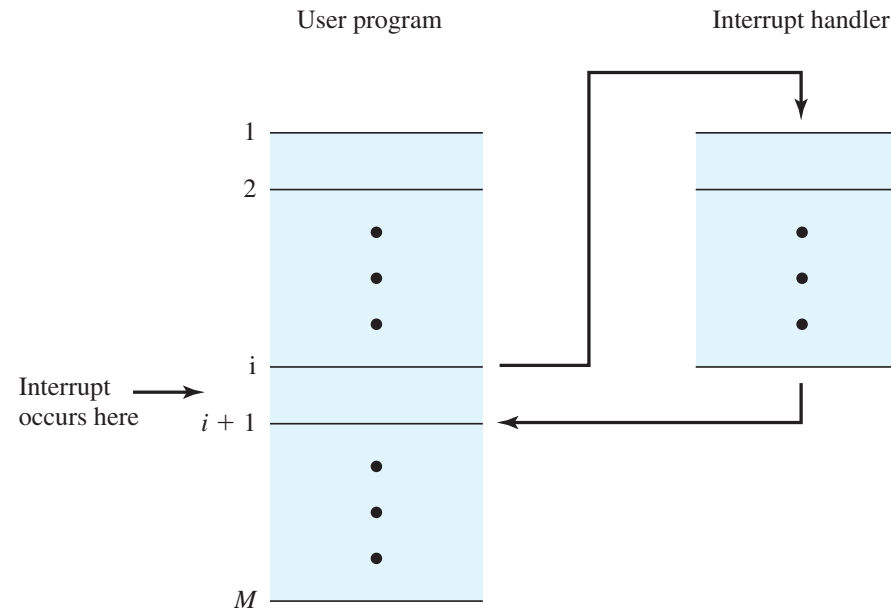 User program
Interrupt handler
1
2
i
Interrupt
occurs here
i + 1
M